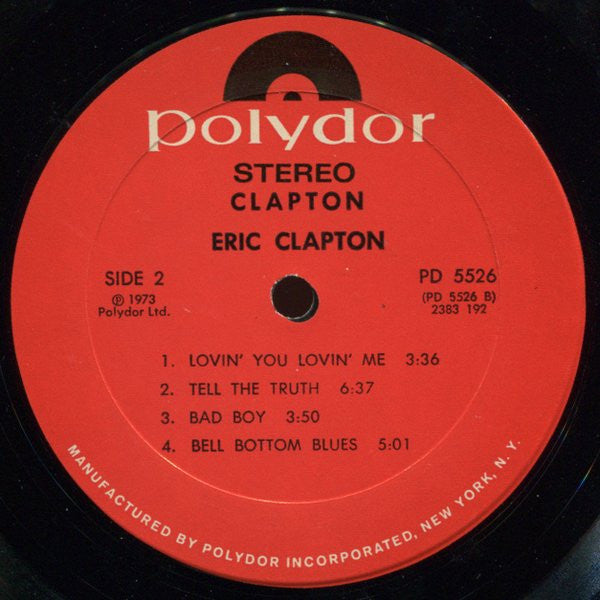 polydor
STEREO
CLAPTON
ERIC CLAPTON
SIDE 2
℗ 1973
Polydor Ltd.
PD 5526
(PD 5526 B)
2383 192
1. LOVIN' YOU LOVIN' ME 3:36
2. TELL THE TRUTH 6:37
3. BAD BOY 3:50
4. BELL BOTTOM BLUES 5:01
MANUFACTURED BY POLYDOR INCORPORATED, NEW YORK, N. Y.